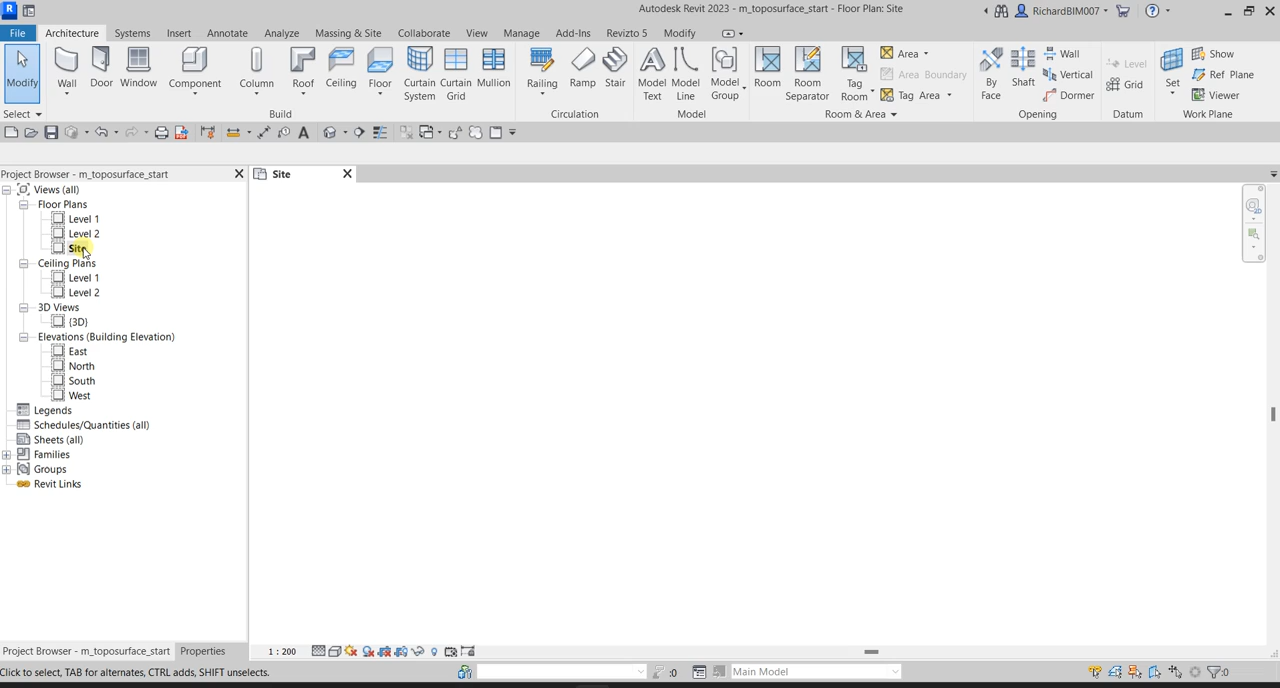 Autodesk Revit 2023 - m_toposurface_start - Floor Plan: Site
RichardBIM007
File Architecture Systems Insert Annotate Analyze Massing & Site Collaborate View Manage Add-Ins Revizto 5 Modify
Modify Wall Door Window Component Column Roof Ceiling Floor Curtain System Curtain Grid Mullion Railing Ramp Stair Model Text Model Line Model Group Room Room Separator Tag Room
Area
Area Boundary
Tag Area
By Face Shaft
Wall
Vertical
Dormer
Level
Grid
Set
Show
Ref Plane
Viewer
Select Build Circulation Model Room & Area Opening Datum Work Plane
Project Browser - m_toposurface_start
Site
Views (all)
Floor Plans
Level 1
Level 2
Site
Ceiling Plans
Level 1
Level 2
3D Views
{3D}
Elevations (Building Elevation)
East
North
South
West
Legends
Schedules/Quantities (all)
Sheets (all)
Families
Groups
Revit Links
2D
Project Browser - m_toposurface_start Properties
1 : 200
Click to select, TAB for alternates, CTRL adds, SHIFT unselects.
:0
Main Model
:0